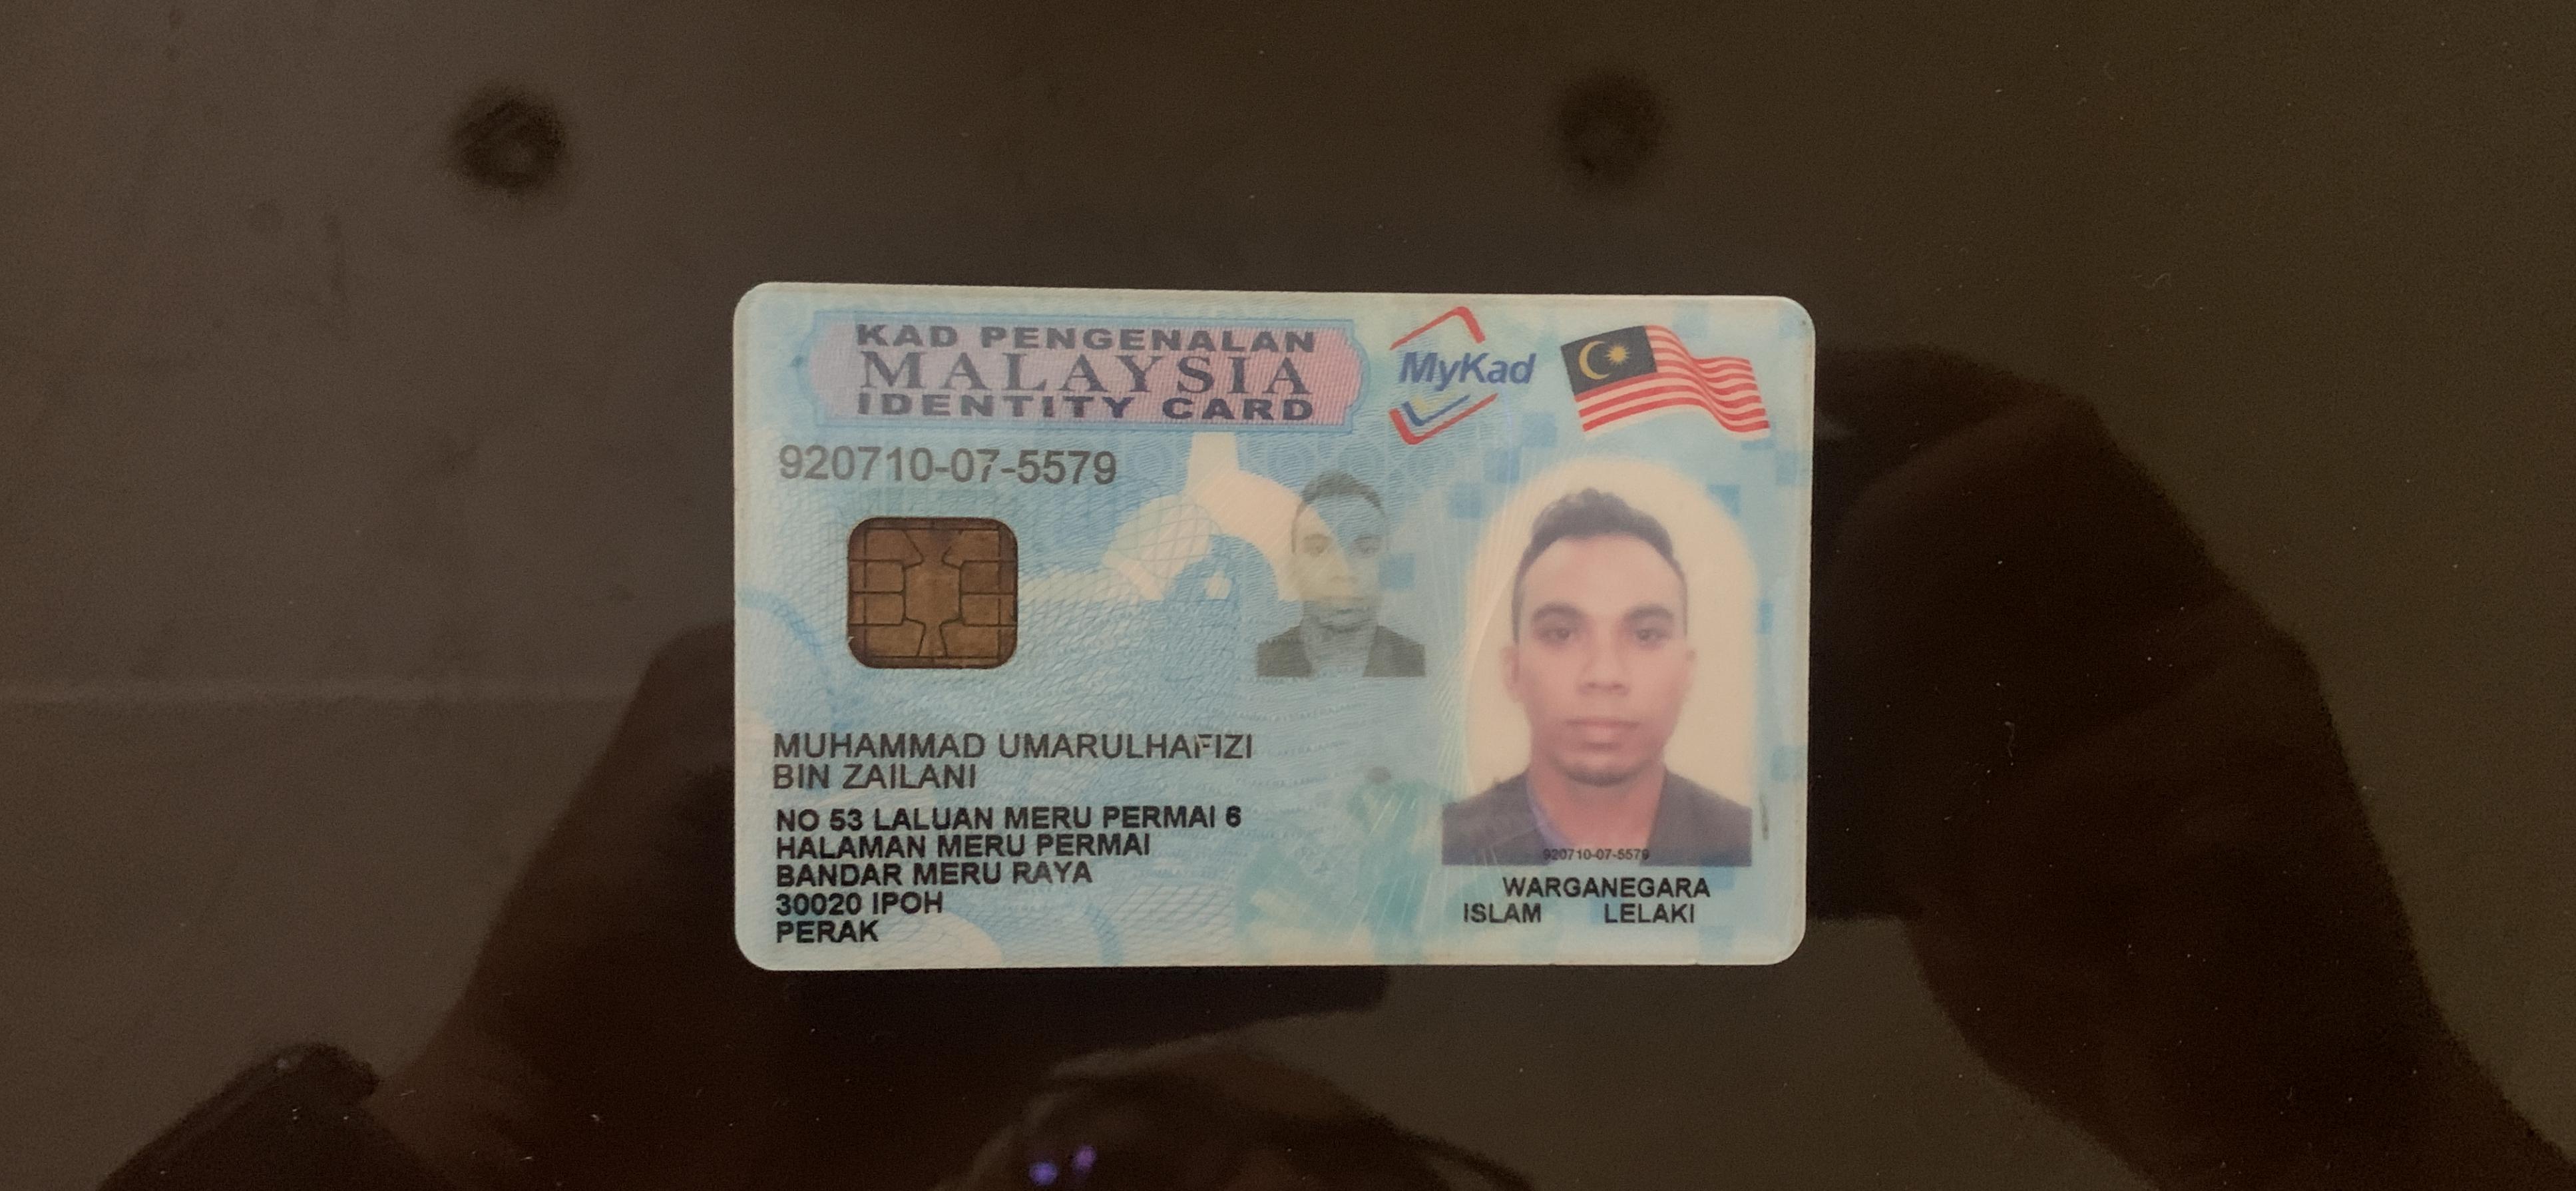 KAD PENGENALAN
MALAYSIA
IDENTITY CARD
MyKad
920710-07-5579
MUHAMMAD UMARULHAFIZI
BIN ZAILANI
NO 53 LALUAN MERU PERMAI 6
HALAMAN MERU PERMAI
BANDAR MERU RAYA
30020 IPOH
PERAK
920710-07-5579
WARGANEGARA
ISLAM LELAKI